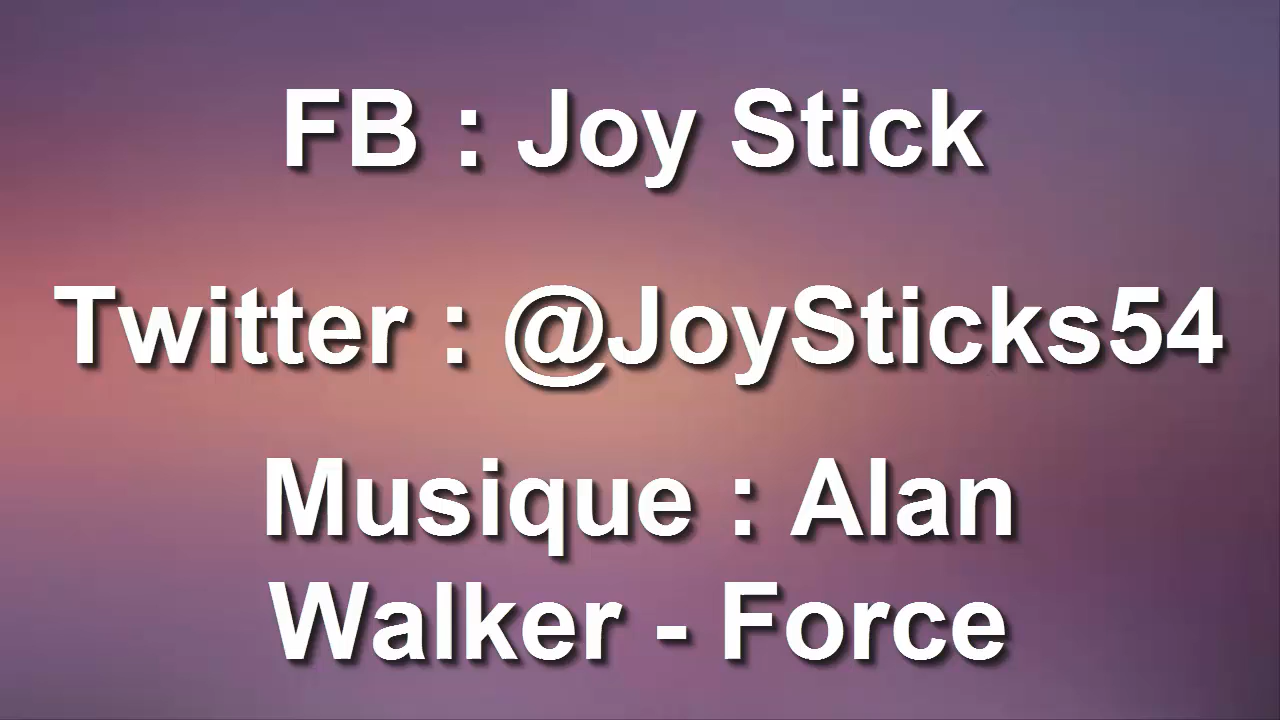 FB : Joy Stick
Twitter : @JoySticks54
Musique : Alan
Walker - Force